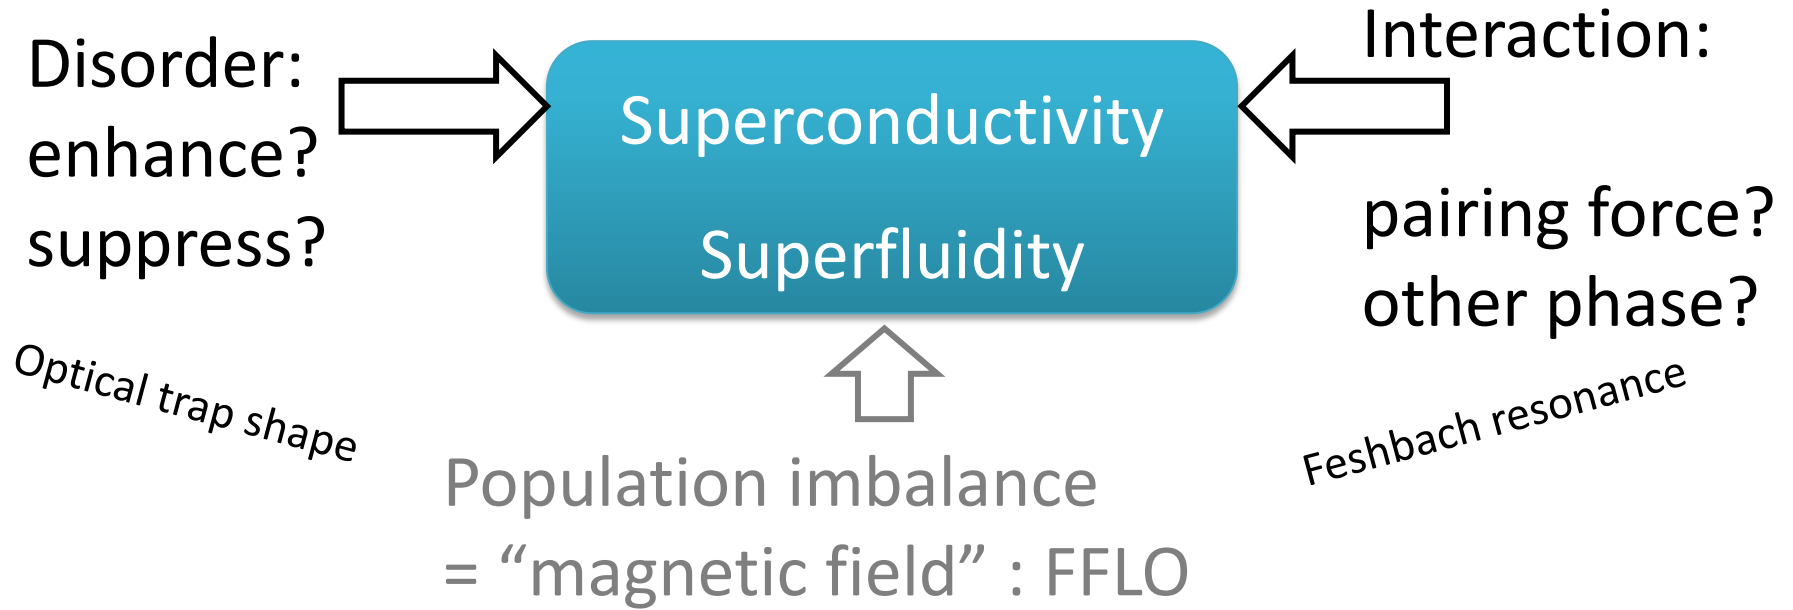 Disorder:
enhance?
suppress?
Optical trap shape
Superconductivity
Superfluidity
Interaction:
pairing force?
other phase?
Feshbach resonance
Population imbalance
= “magnetic field” : FFLO